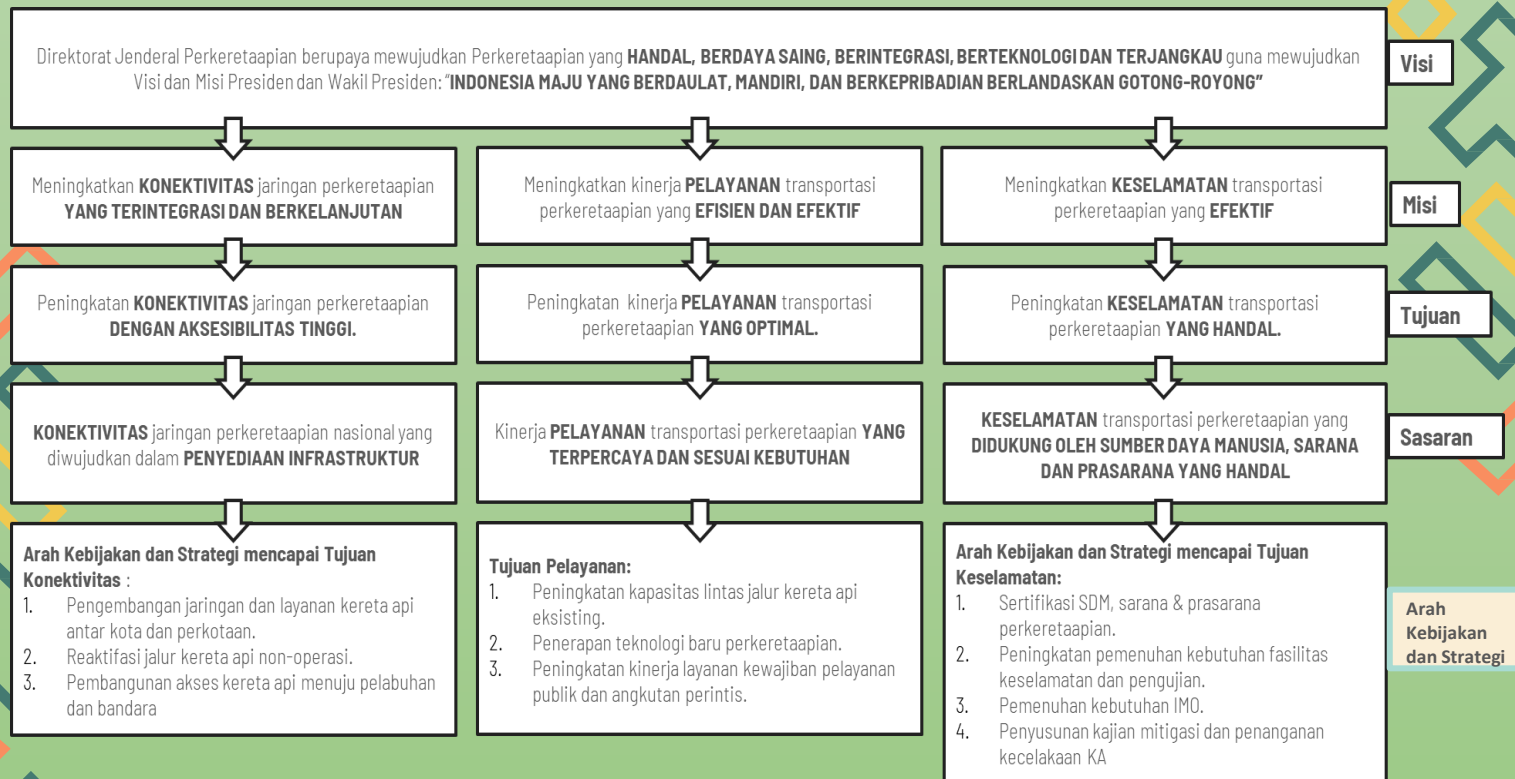 Direktorat Jenderal Perkeretaapian berupaya mewujudkan Perkeretaapian yang HANDAL, BERDAYA SAING, BERINTEGRASI, BERTEKNOLOGI DAN TERJANGKAU guna mewujudkan
Visi dan Misi Presiden dan Wakil Presiden: "INDONESIA MAJU YANG BERDAULAT, MANDIRI, DAN BERKEPRIBADIAN BERLANDASKAN GOTONG-ROYONG"
Visi
Meningkatkan KONEKTIVITAS jaringan perkeretaapian
YANG TERINTEGRASI DAN BERKELANJUTAN
Meningkatkan kinerja PELAYANAN transportasi
perkeretaapian yang EFISIEN DAN EFEKTIF
Meningkatkan KESELAMATAN transportasi
perkeretaapian yang EFEKTIF
Misi
Peningkatan KONEKTIVITAS jaringan perkeretaapian
DENGAN AKSESIBILITAS TINGGI.
Peningkatan kinerja PELAYANAN transportasi
perkeretaapian YANG OPTIMAL.
Peningkatan KESELAMATAN transportasi
perkeretaapian YANG HANDAL.
Tujuan
KONEKTIVITAS jaringan perkeretaapian nasional yang
diwujudkan dalam PENYEDIAAN INFRASTRUKTUR
Kinerja PELAYANAN transportasi perkeretaapian YANG
TERPERCAYA DAN SESUAI KEBUTUHAN
KESELAMATAN transportasi perkeretaapian yang
DIDUKUNG OLEH SUMBER DAYA MANUSIA, SARANA
DAN PRASARANA YANG HANDAL
Sasaran
Arah Kebijakan dan Strategi mencapai Tujuan
Konektivitas :
1. Pengembangan jaringan dan layanan kereta api
antar kota dan perkotaan.
2. Reaktifasi jalur kereta api non-operasi.
3. Pembangunan akses kereta api menuju pelabuhan
dan bandara
Tujuan Pelayanan:
1. Peningkatan kapasitas lintas jalur kereta api
eksisting.
2. Penerapan teknologi baru perkeretaapian.
3. Peningkatan kinerja layanan kewajiban pelayanan
publik dan angkutan perintis.
Arah Kebijakan dan Strategi mencapai Tujuan
Keselamatan:
1. Sertifikasi SDM, sarana & prasarana
perkeretaapian.
2. Peningkatan pemenuhan kebutuhan fasilitas
keselamatan dan pengujian.
3. Pemenuhan kebutuhan IMO.
4. Penyusunan kajian mitigasi dan penanganan
kecelakaan KA
Arah
Kebijakan
dan Strategi